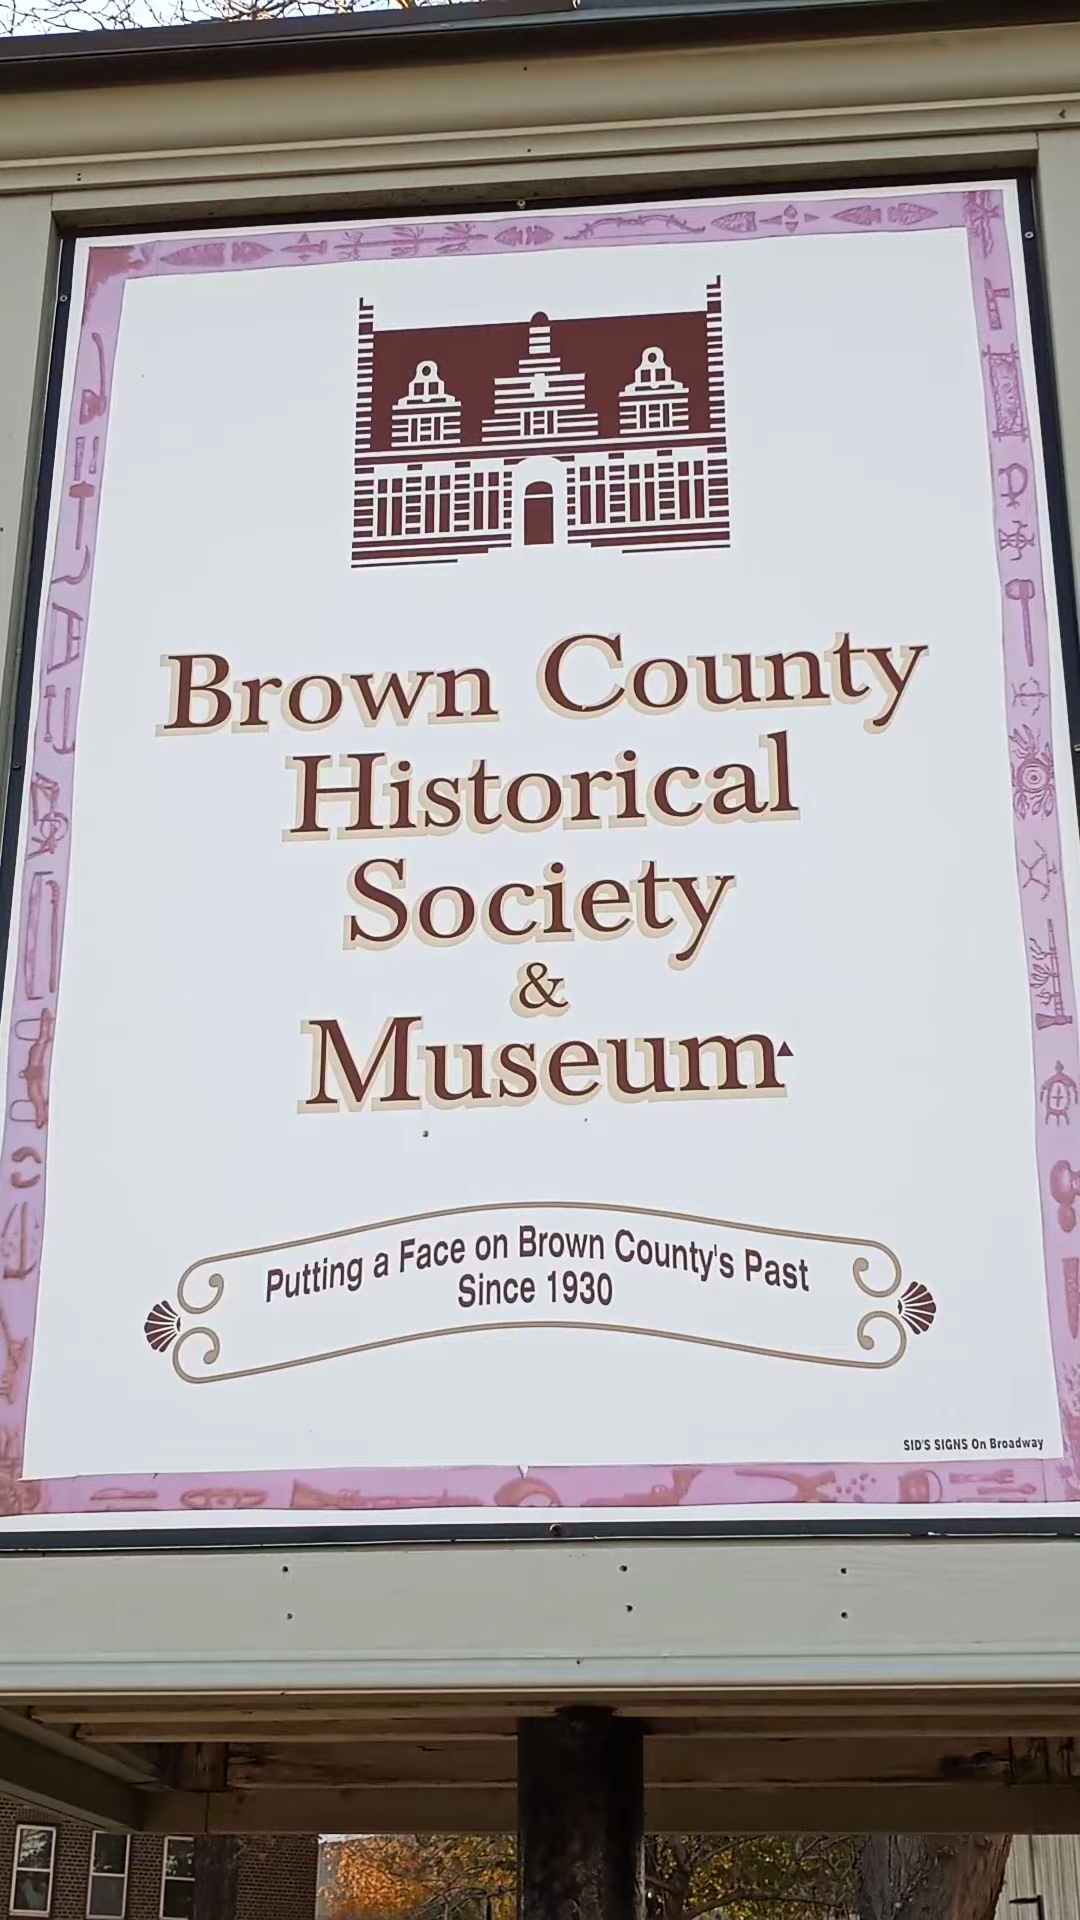 Brown County
Historical
Society
&
Museum
Putting a Face on Brown County's Past
Since 1930
SID'S SIGNS On Broadway